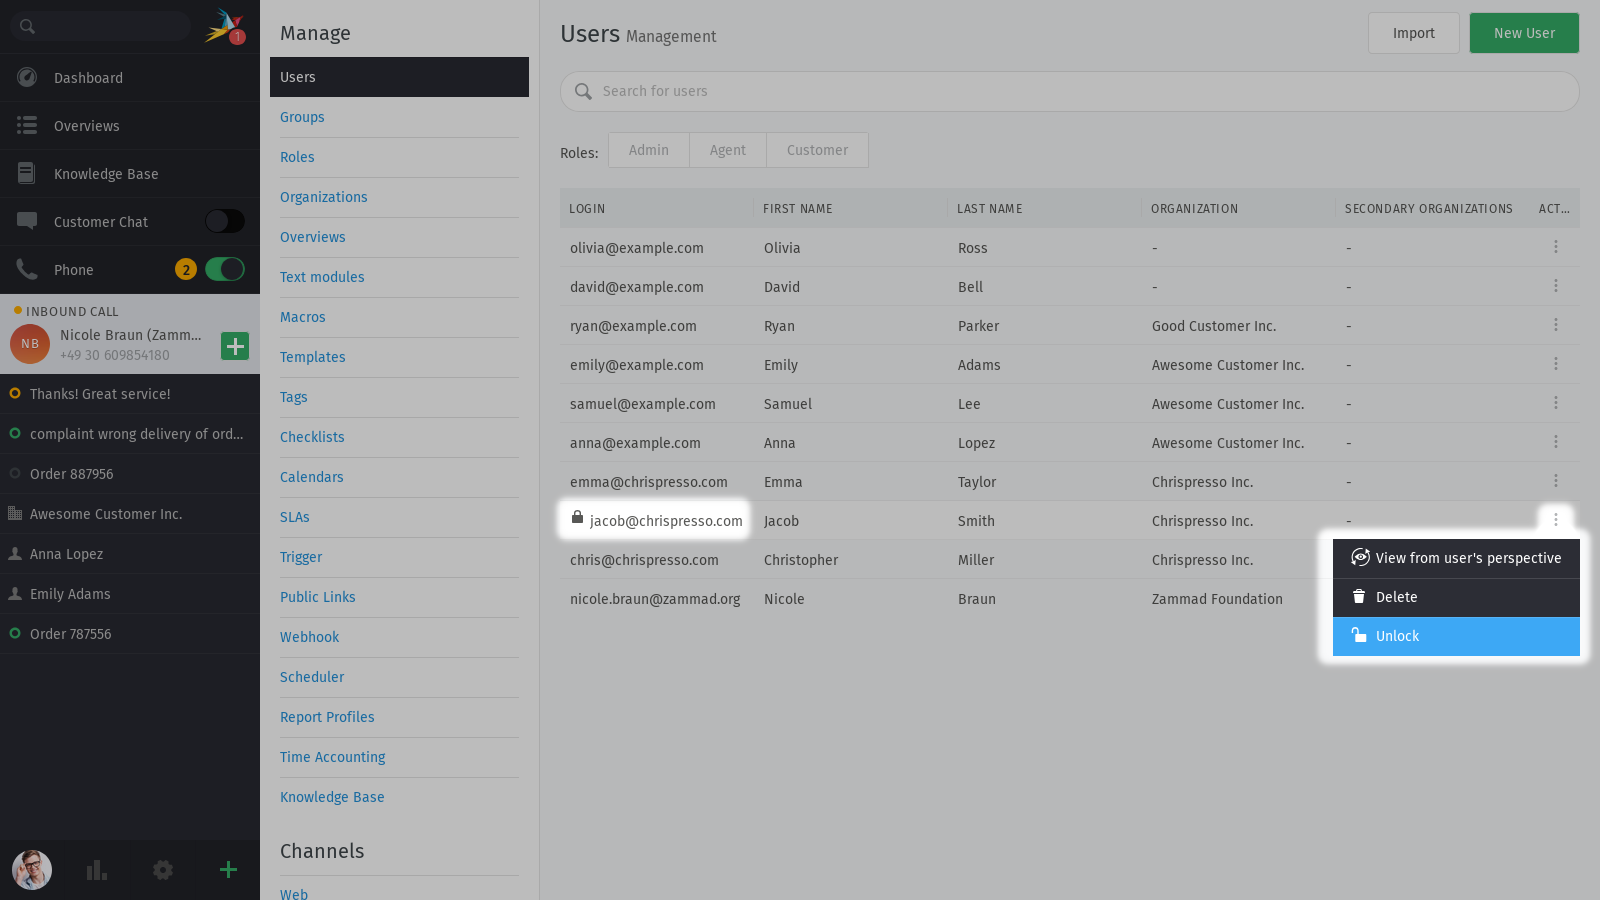 1
Dashboard
Overviews
Knowledge Base
Customer Chat
Phone 2
INBOUND CALL
NB Nicole Braun (Zamm...
+49 30 609854180
Thanks! Great service!
complaint wrong delivery of ord...
Order 887956
Awesome Customer Inc.
Anna Lopez
Emily Adams
Order 787556
Manage
Users
Groups
Roles
Organizations
Overviews
Text modules
Macros
Templates
Tags
Checklists
Calendars
SLAs
Trigger
Public Links
Webhook
Scheduler
Report Profiles
Time Accounting
Knowledge Base
Channels
Web
Users Management
Import New User
Search for users
Roles: Admin Agent Customer
LOGIN FIRST NAME LAST NAME ORGANIZATION SECONDARY ORGANIZATIONS ACT...
olivia@example.com Olivia Ross - -
david@example.com David Bell - -
ryan@example.com Ryan Parker Good Customer Inc. -
emily@example.com Emily Adams Awesome Customer Inc. -
samuel@example.com Samuel Lee Awesome Customer Inc. -
anna@example.com Anna Lopez Awesome Customer Inc. -
emma@chrispresso.com Emma Taylor Chrispresso Inc. -
jacob@chrispresso.com Jacob Smith Chrispresso Inc. -
chris@chrispresso.com Christopher Miller Chrispresso Inc.
nicole.braun@zammad.org Nicole Braun Zammad Foundation
View from user's perspective
Delete
Unlock